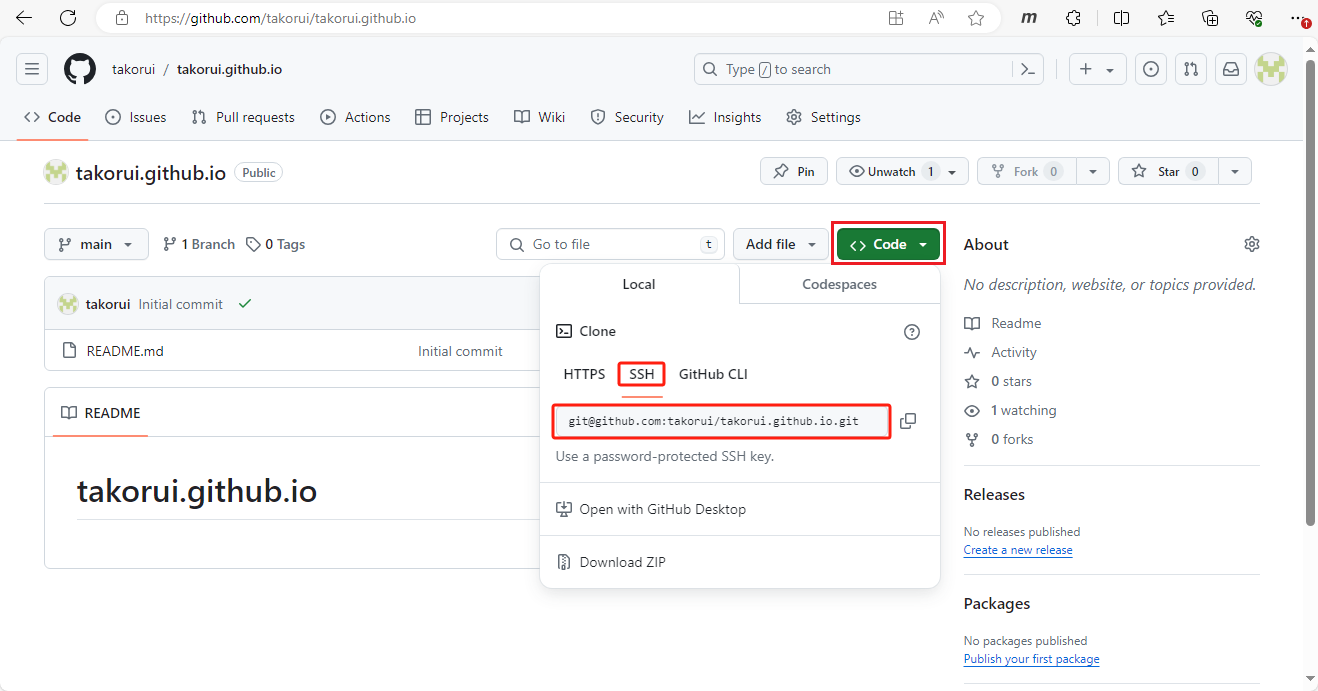 https://github.com/takorui/takorui.github.io
takorui / takorui.github.io
Type / to search
Code Issues Pull requests Actions Projects Wiki Security Insights Settings
takorui.github.io Public
Pin Unwatch 1 Fork 0 Star 0
main 1 Branch 0 Tags
Go to file t Add file Code
takorui Initial commit
README.md Initial commit
README
takorui.github.io
Local Codespaces
Clone
HTTPS SSH GitHub CLI
git@github.com:takorui/takorui.github.io.git
Use a password-protected SSH key.
Open with GitHub Desktop
Download ZIP
About
No description, website, or topics provided.
Readme
Activity
0 stars
1 watching
0 forks
Releases
No releases published
Create a new release
Packages
No packages published
Publish your first package